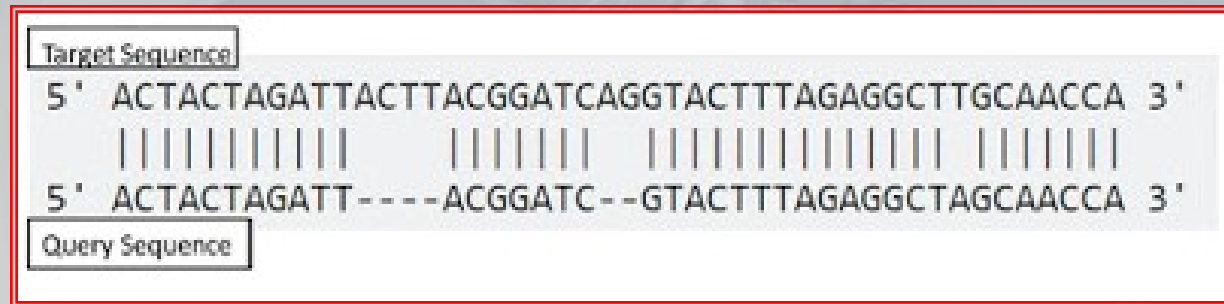 Target Sequence
5' ACTACTAGATTACTTACGGATCAGGTACTTTAGAGGCTTGCAACCA 3'
|||||||||||    |||||||  |||||||||||||| |||||||
5' ACTACTAGATT----ACGGATC--GTACTTTAGAGGCTAGCAACCA 3'
Query Sequence